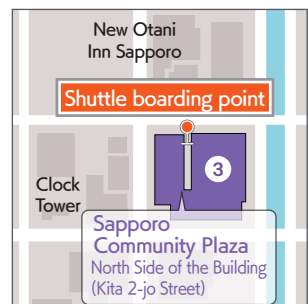 New Otani
Inn Sapporo
Shuttle boarding point
3
Clock
Tower
Sapporo
Community Plaza
North Side of the Building
(Kita 2-jo Street)